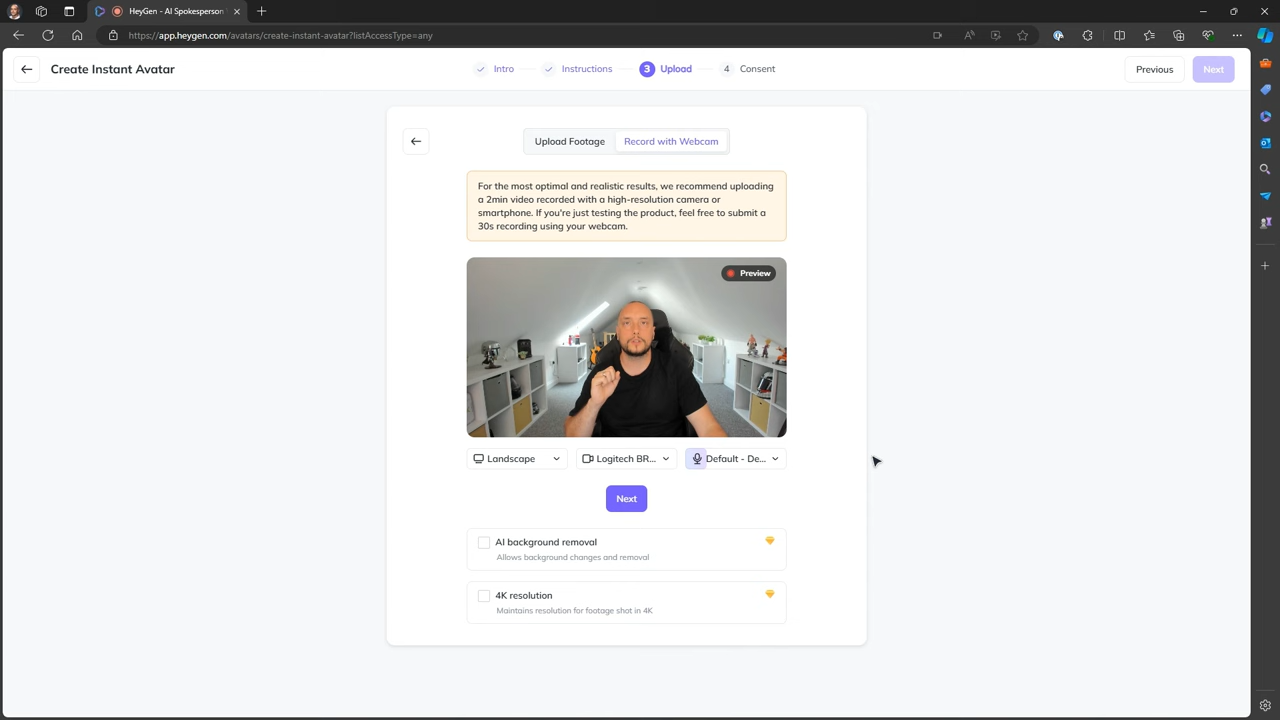 HeyGen - AI Spokesperson
https://app.heygen.com/avatars/create-instant-avatar?listAccessType=any
Create Instant Avatar
Intro
Instructions
3 Upload
4 Consent
Previous
Next
Upload Footage
Record with Webcam
For the most optimal and realistic results, we recommend uploading
a 2min video recorded with a high-resolution camera or
smartphone. If you're just testing the product, feel free to submit a
30s recording using your webcam.
Preview
Landscape
Logitech BR...
Default - De...
Next
AI background removal
Allows background changes and removal
4K resolution
Maintains resolution for footage shot in 4K